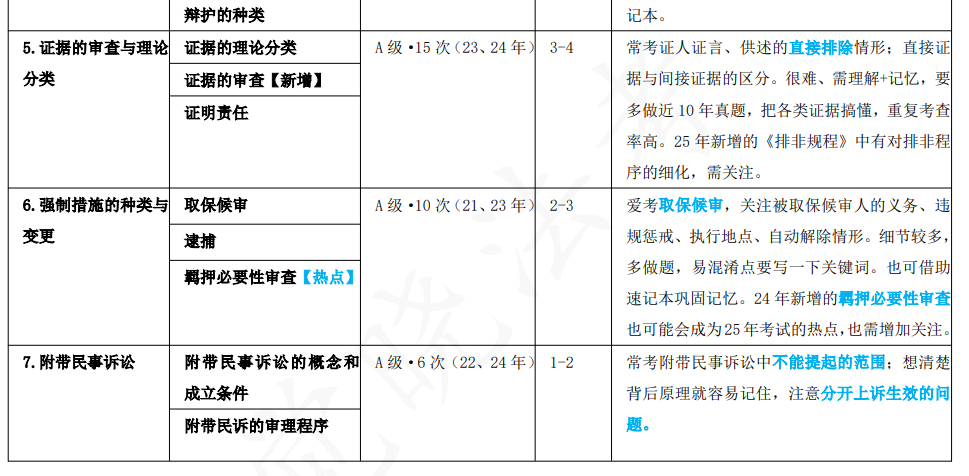 辩护的种类
记本。
5.证据的审查与理论
分类
证据的理论分类
证据的审查【新增】
证明责任
A 级·15 次（23、24 年）
3-4
常考证人证言、供述的直接排除情形；直接证
据与间接证据的区分。很难、需理解+记忆，要
多做近 10 年真题，把各类证据搞懂，重复考查
率高。25 年新增的《排非规程》中有对排非程
序的细化，需关注。
6.强制措施的种类与
变更
取保候审
逮捕
羁押必要性审查【热点】
A 级·10 次（21、23 年）
2-3
爱考取保候审，关注被取保候审人的义务、违
规惩戒、执行地点、自动解除情形。细节较多，
多做题，易混淆点要写一下关键词。也可借助
速记本巩固记忆。24 年新增的羁押必要性审查
也可能会成为 25 年考试的热点，也需增加关注。
7.附带民事诉讼
附带民事诉讼的概念和
成立条件
附带民诉的审理程序
A 级·6 次（22、24 年）
1-2
常考附带民事诉讼中不能提起的范围；想清楚
背后原理就容易记住，注意分开上诉生效的问
题。